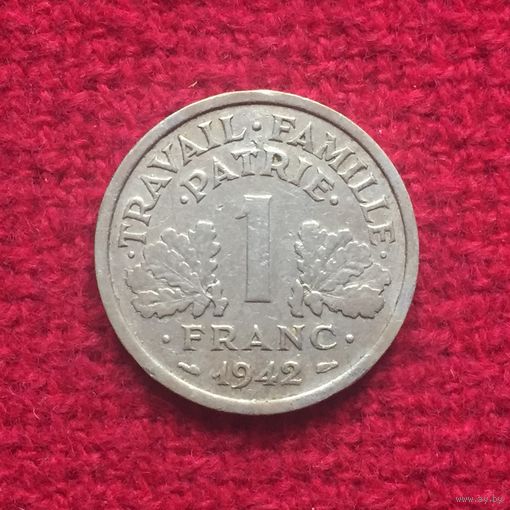 · TRAVAIL · FAMILLE ·
· PATRIE ·
1
· FRANC ·
1942
www.ay.by